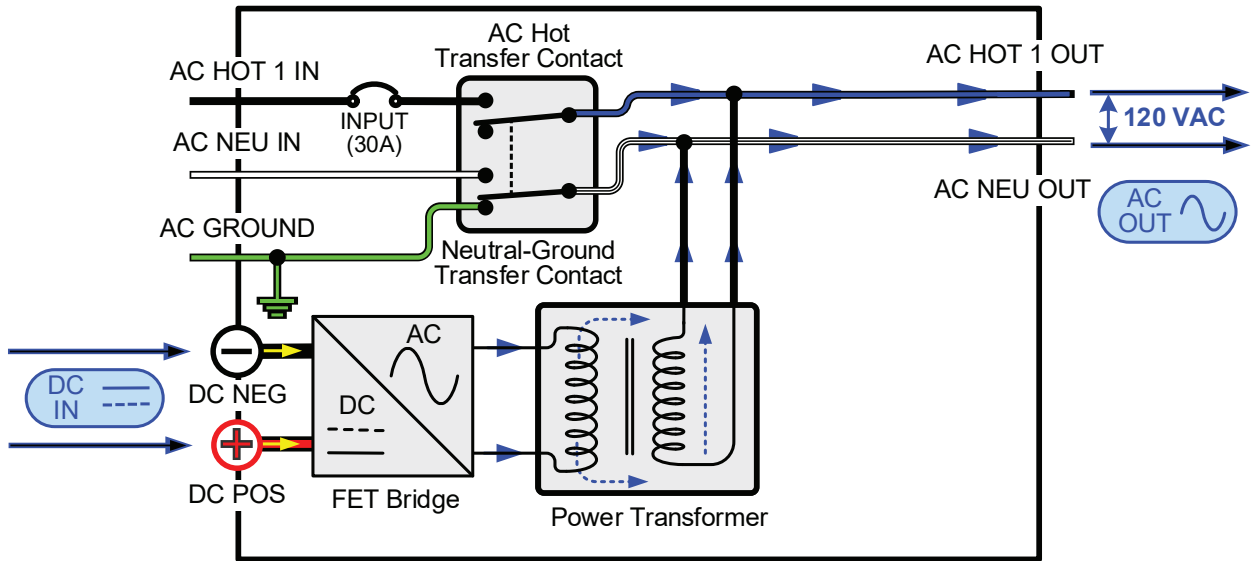 AC Hot
Transfer Contact
AC HOT 1 IN
AC HOT 1 OUT
INPUT
(30A)
120 VAC
AC NEU IN
AC NEU OUT
AC
OUT
AC GROUND
Neutral-Ground
Transfer Contact
AC
DC
IN
DC NEG
DC
DC POS
FET Bridge
Power Transformer